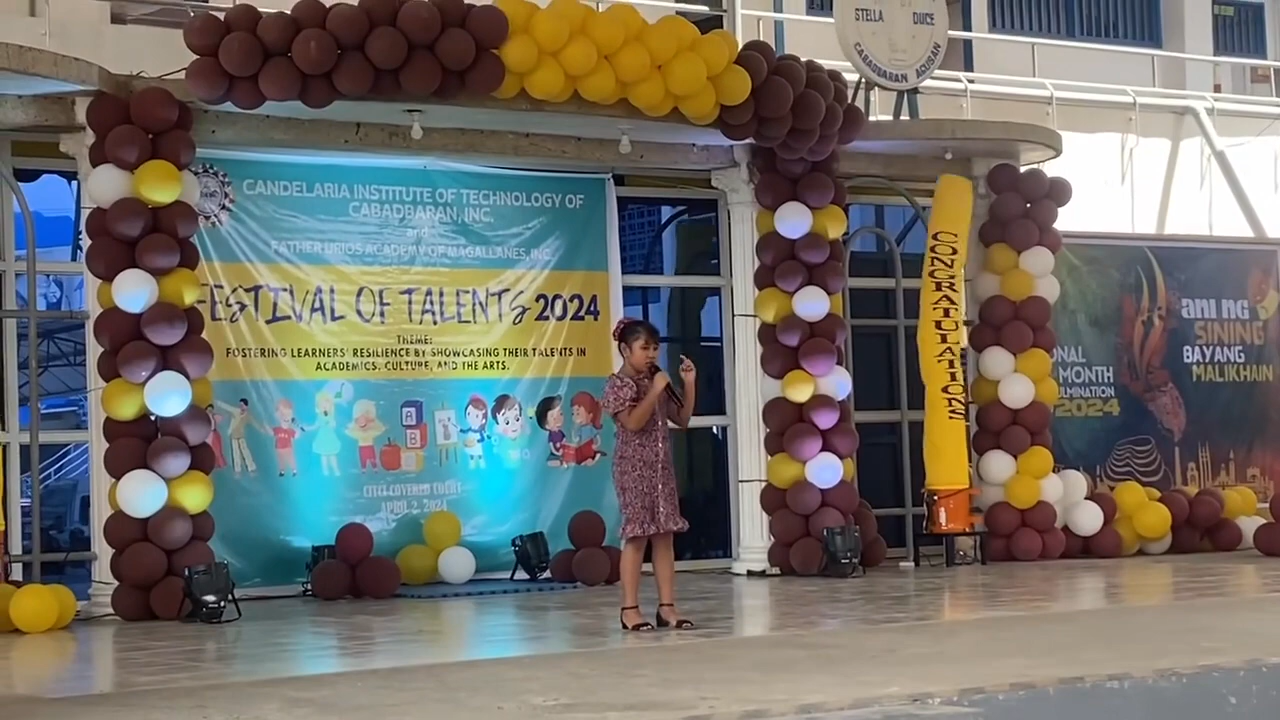 STELLA DUCE
CABADBARAN AGUSAN
CANDELARIA INSTITUTE OF TECHNOLOGY OF
CABADBARAN, INC.
and
FATHER URIOS ACADEMY OF MAGALLANES, INC.
FESTIVAL OF TALENTS 2024
THEME:
FOSTERING LEARNERS' RESILIENCE BY SHOWCASING THEIR TALENTS IN
ACADEMICS, CULTURE, AND THE ARTS.
A
B
CITCI COVERED COURT
APRIL 2, 2024
CONGRATULATIONS
ani ng
SINING
BAYANG
MALIKHAIN
ONAL
MONTH
ULMINATION
2024